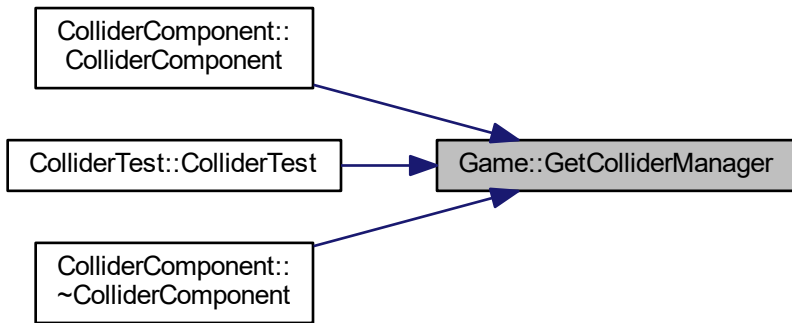 ColliderComponent::
ColliderComponent
ColliderTest::ColliderTest
Game::GetColliderManager
ColliderComponent::
~ColliderComponent